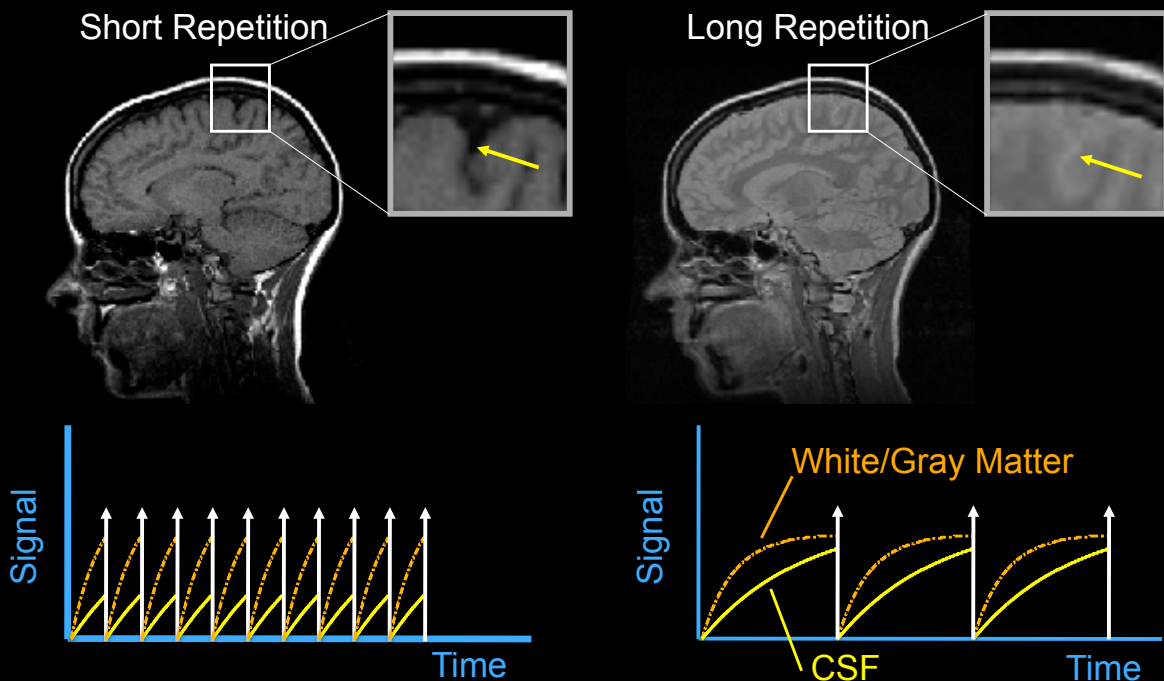 Short Repetition
Long Repetition
Signal
Time
White/Gray Matter
Signal
CSF
Time